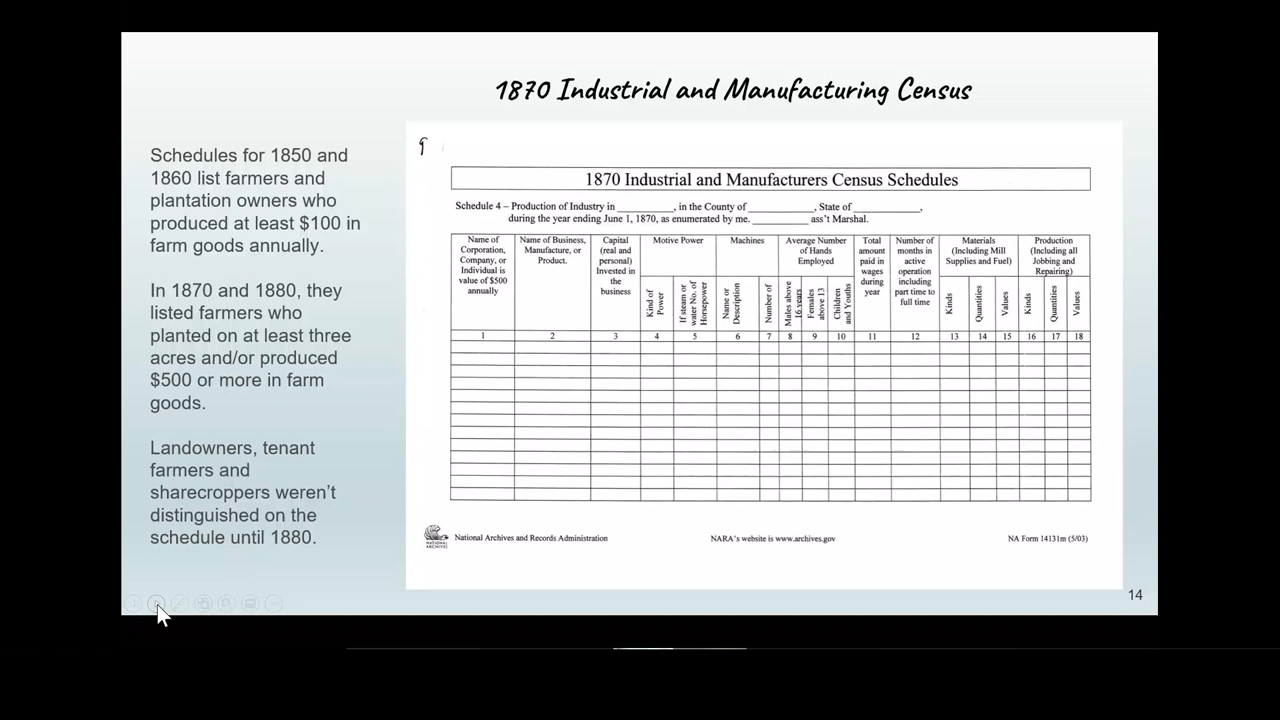 1870 Industrial and Manufacturing Census
Schedules for 1850 and
1860 list farmers and
plantation owners who
produced at least $100 in
farm goods annually.
In 1870 and 1880, they
listed farmers who
planted on at least three
acres and/or produced
$500 or more in farm
goods.
Landowners, tenant
farmers and
sharecroppers weren't
distinguished on the
schedule until 1880.
9
1870 Industrial and Manufacturers Census Schedules
Schedule 4 – Production of Industry in __________, in the County of ___________, State of ___________,
during the year ending June 1, 1870, as enumerated by me. _________ ass't Marshal.
Name of
Corporation,
Company, or
Individual is
value of $500
annually
Name of Business,
Manufacture, or
Product.
Capital
(real and
personal)
Invested in
the
business
Motive Power
Kind of
Power
If steam or
water No. of
Horsepower
Machines
Name or
Description
Number of
Average Number
of Hands
Employed
Males above
16 years
Females
above 13
Children
and Youths
Total
amount
paid in
wages
during
year
Number of
months in
active
operation
including
part time to
full time
Materials
(Including Mill
Supplies and Fuel)
Kinds
Quantities
Values
Production
(Including all
Jobbing and
Repairing)
Kinds
Quantities
Values
1 2 3 4 5 6 7 8 9 10 11 12 13 14 15 16 17 18
NATIONAL
ARCHIVES
National Archives and Records Administration
NARA's website is www.archives.gov
NA Form 14131m (5/03)
14